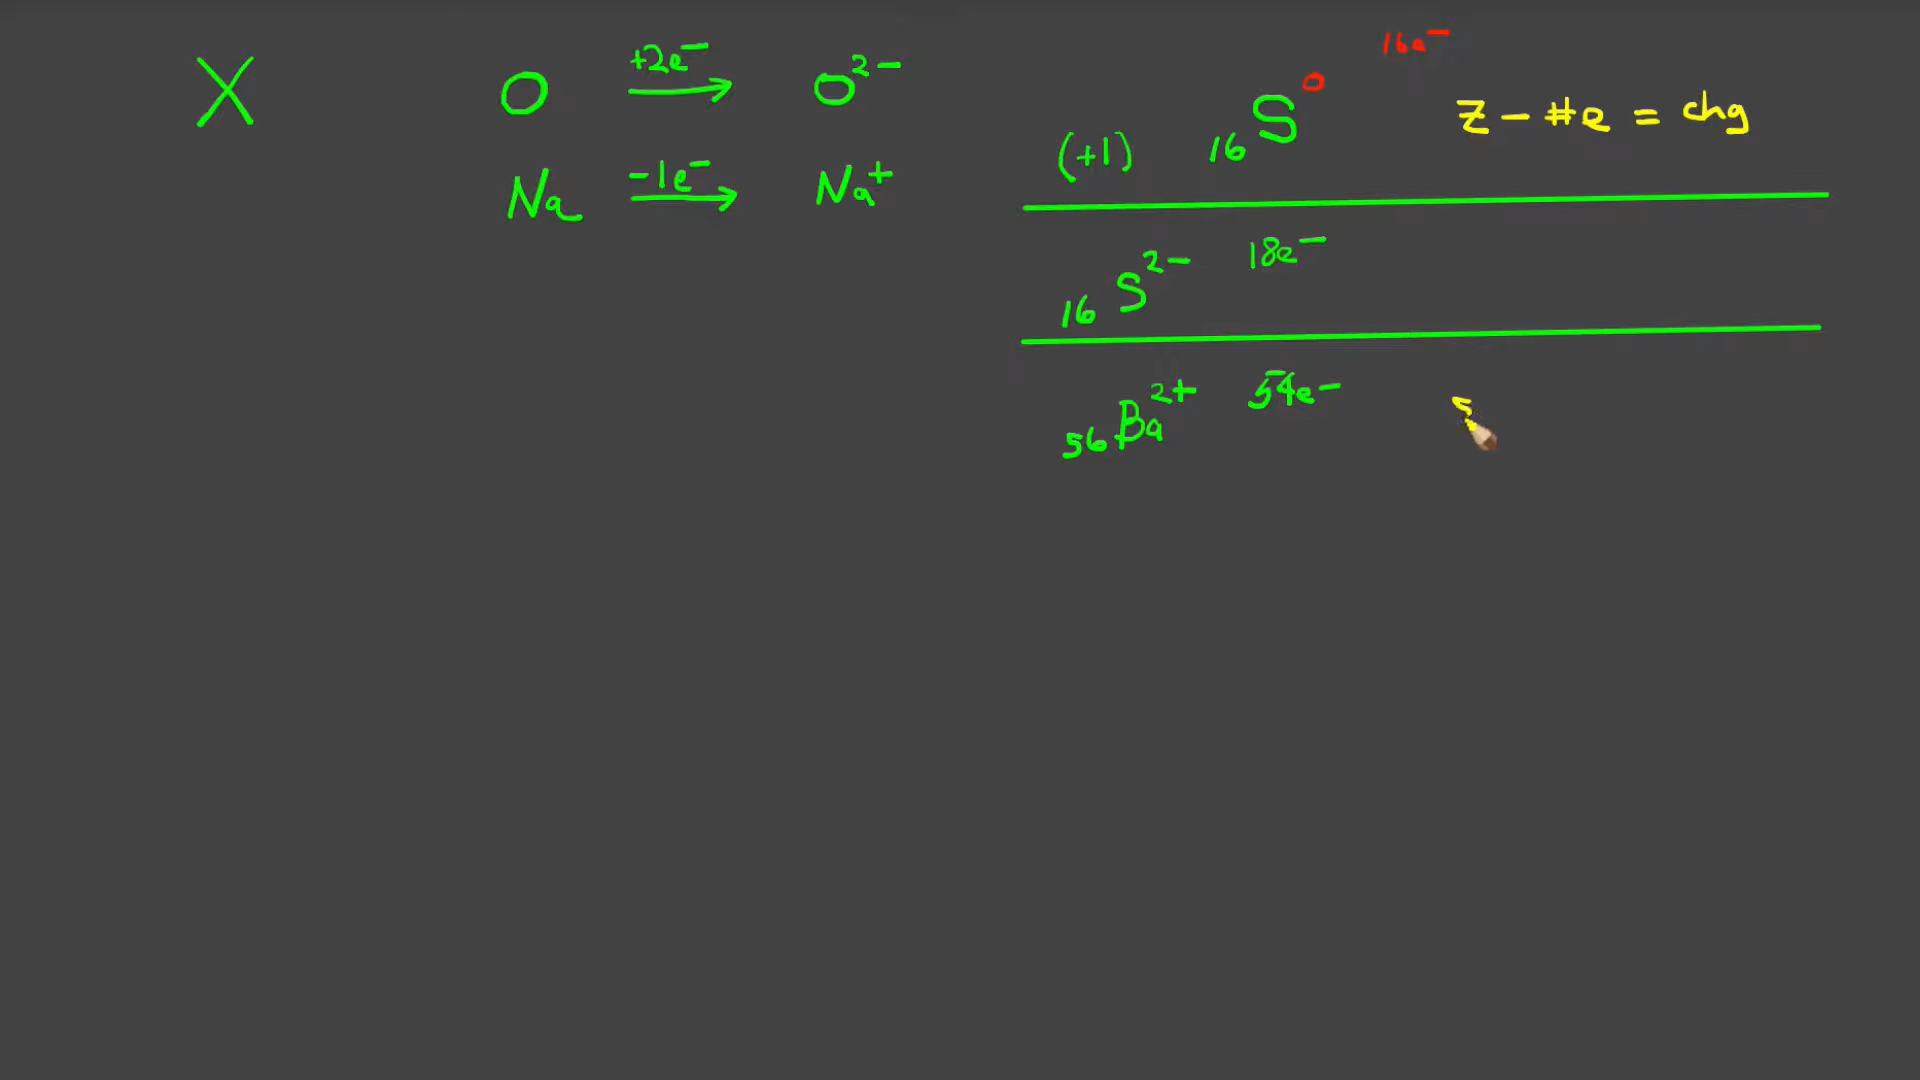 X
O +2e⁻ → O²⁻
Na -1e⁻ → Na⁺
(+1) ₁₆S⁰ 16e⁻
Z - #e = chg
₁₆S²⁻ 18e⁻
₅₆Ba²⁺ 54e⁻